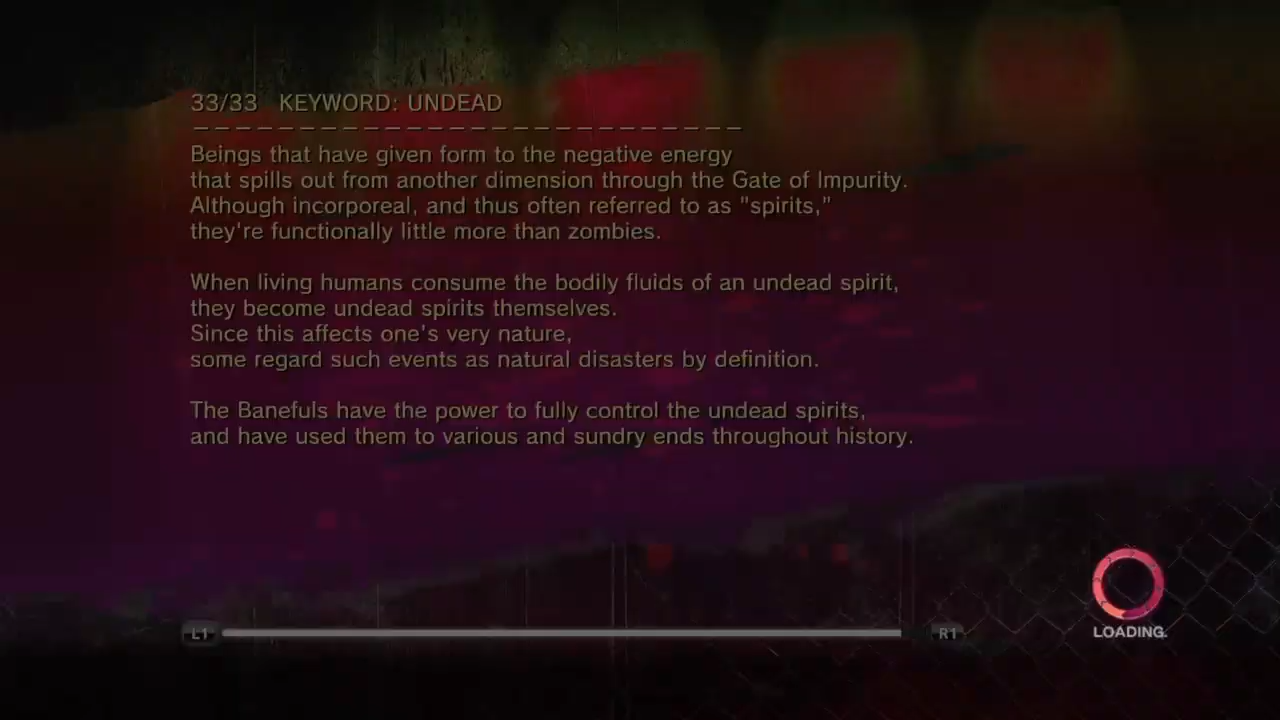 33/33 KEYWORD: UNDEAD
Beings that have given form to the negative energy
that spills out from another dimension through the Gate of Impurity.
Although incorporeal, and thus often referred to as "spirits,"
they're functionally little more than zombies.
When living humans consume the bodily fluids of an undead spirit,
they become undead spirits themselves.
Since this affects one's very nature,
some regard such events as natural disasters by definition.
The Banefuls have the power to fully control the undead spirits,
and have used them to various and sundry ends throughout history.
L1
R1
LOADING.